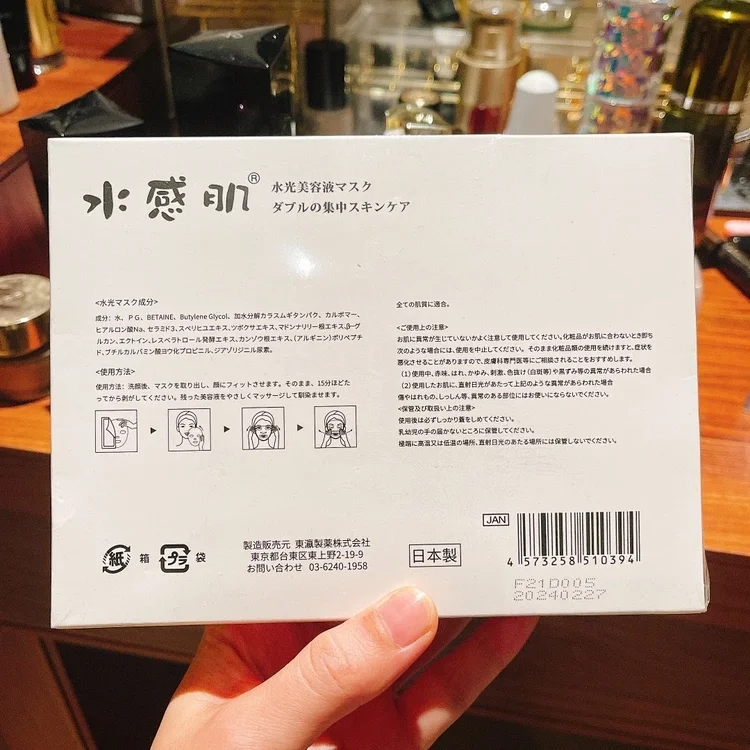 水感肌®
水光美容液マスク
ダブルの集中スキンケア
<水光マスク成分>
成分：水、ＰＧ、BETAINE、Butylene Glycol、加水分解カラスムギタンパク、カルボマー、
ヒアルロン酸Na、セラミド3、スベリヒユエキス、ツボクサエキス、マドンナリリー根エキス、β-グ
ルカン、エクトイン、レスベラトロール発酵エキス、カンゾウ根エキス、（アルギニン）ポリペプチ
ド、ブチルカルバミン酸ヨウ化プロピニル、ジアゾリジニル尿素。
<使用方法>
使用方法：洗顔後、マスクを取り出し、顔にフィットさせます。そのまま、15分ほどた
ってから剥がしてください。残った美容液をやさしくマッサージして馴染ませます。
全ての肌質に適合。
<ご使用上の注意>
お肌に異常が生じていないかよく注意して使用してください。化粧品がお肌に合わないとき即ち
次のような場合には、使用を中止してください。そのまま化粧品類の使用を続けますと、症状を
悪化させることがありますので、皮膚科専門医等にご相談されることをおすすめします。
（1）使用中、赤味、はれ、かゆみ、刺激、色抜け（白斑等）や黒ずみ等の異常があらわれた場合
（2）使用したお肌に、直射日光があたって上記のような異常があらわれた場合
傷やはれもの、しっしん等、異常のある部位にはお使いにならないでください。
<保管及び取扱い上の注意>
使用後は必ずしっかり蓋をしめてください。
乳幼児の手の届かないところに保管してください。
極端に高温又は低温の場所、直射日光のあたる場所には保管しないでください。
紙 箱 プラ 袋
製造販売元 東瀛製薬株式会社
東京都台東区東上野2-19-9
お問い合わせ 03-6240-1958
日本製
JAN
4 573258 510394
F21D005
20240227